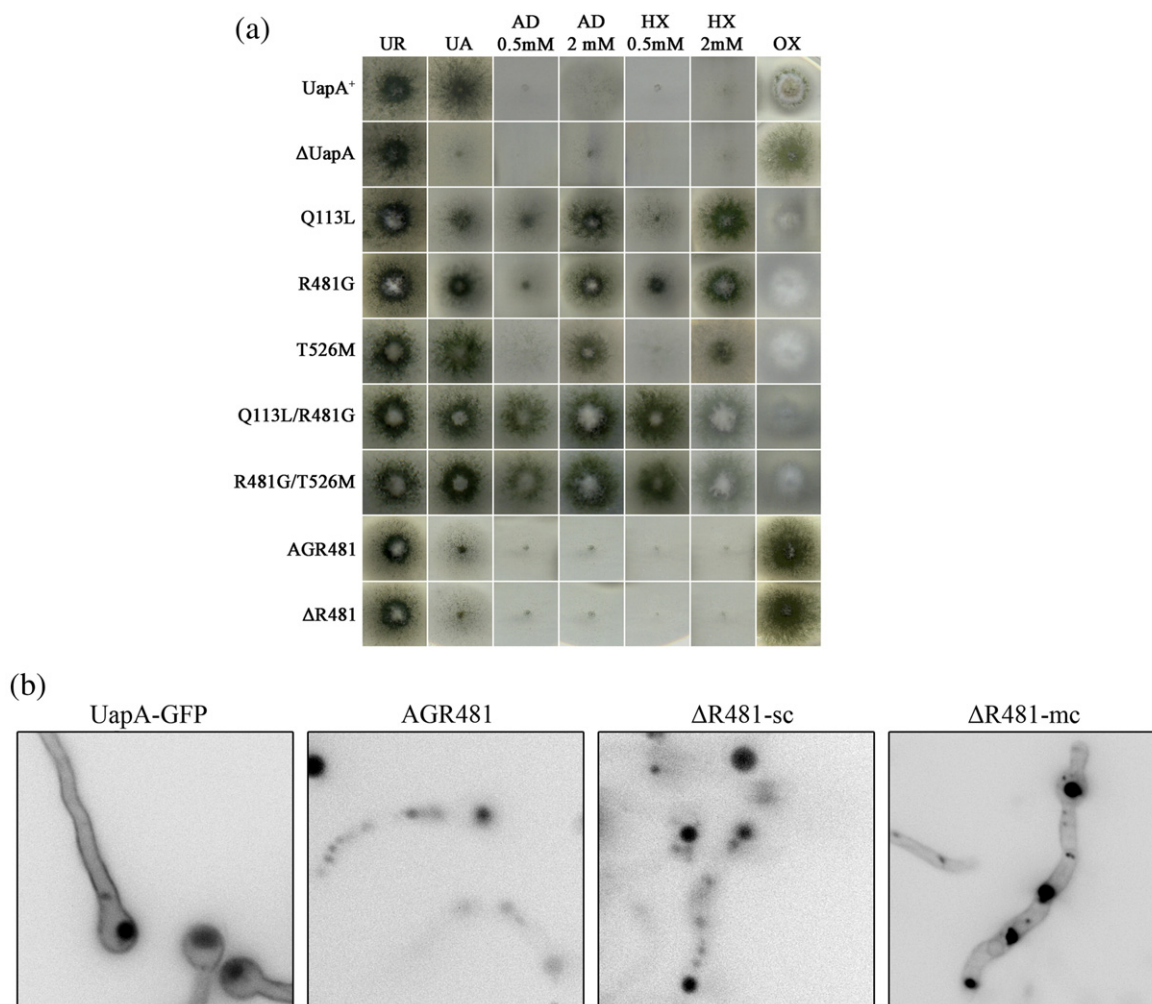 (a)
AD AD HX HX
UR UA 0.5mM 2 mM 0.5mM 2mM OX
UapA⁺
ΔUapA
Q113L
R481G
T526M
Q113L/R481G
R481G/T526M
AGR481
ΔR481
(b)
UapA-GFP AGR481 ΔR481-sc ΔR481-mc